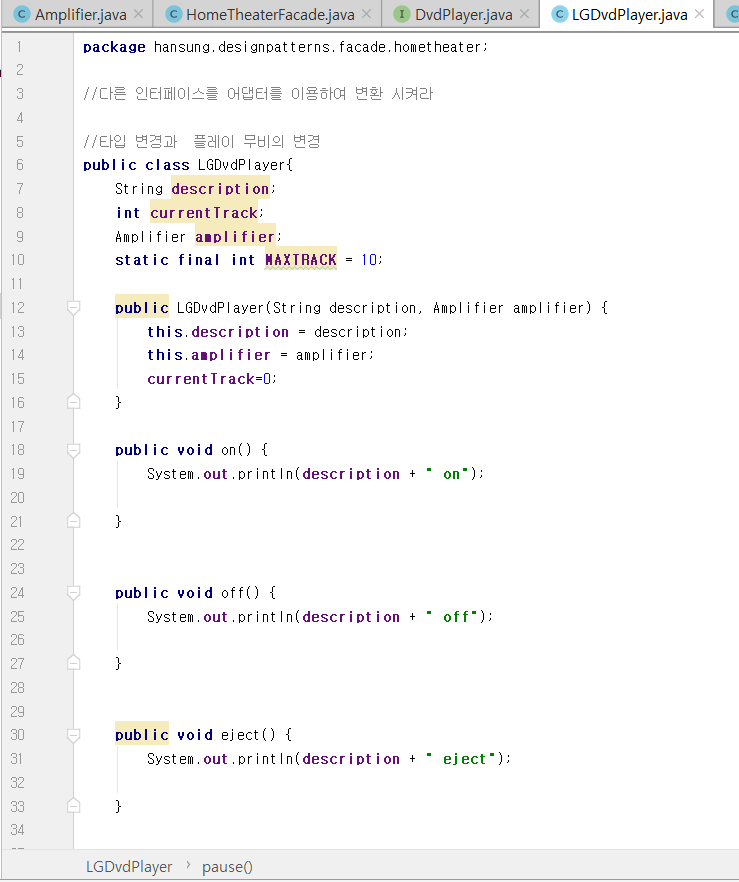 Amplifier.java × HomeTheaterFacade.java × DvdPlayer.java × LGDvdPlayer.java ×
1 package hansung.designpatterns.facade.hometheater;
2
3 //다른 인터페이스를 어댑터를 이용하여 변환 시켜라
4
5 //타입 변경과  플레이 무비의 변경
6 public class LGDvdPlayer{
7 String description;
8 int currentTrack;
9 Amplifier amplifier;
10 static final int MAXTRACK = 10;
11
12 public LGDvdPlayer(String description, Amplifier amplifier) {
13 this.description = description;
14 this.amplifier = amplifier;
15 currentTrack=0;
16 }
17
18 public void on() {
19 System.out.println(description + " on");
20
21 }
22
23
24 public void off() {
25 System.out.println(description + " off");
26
27 }
28
29
30 public void eject() {
31 System.out.println(description + " eject");
32
33 }
34
LGDvdPlayer › pause()